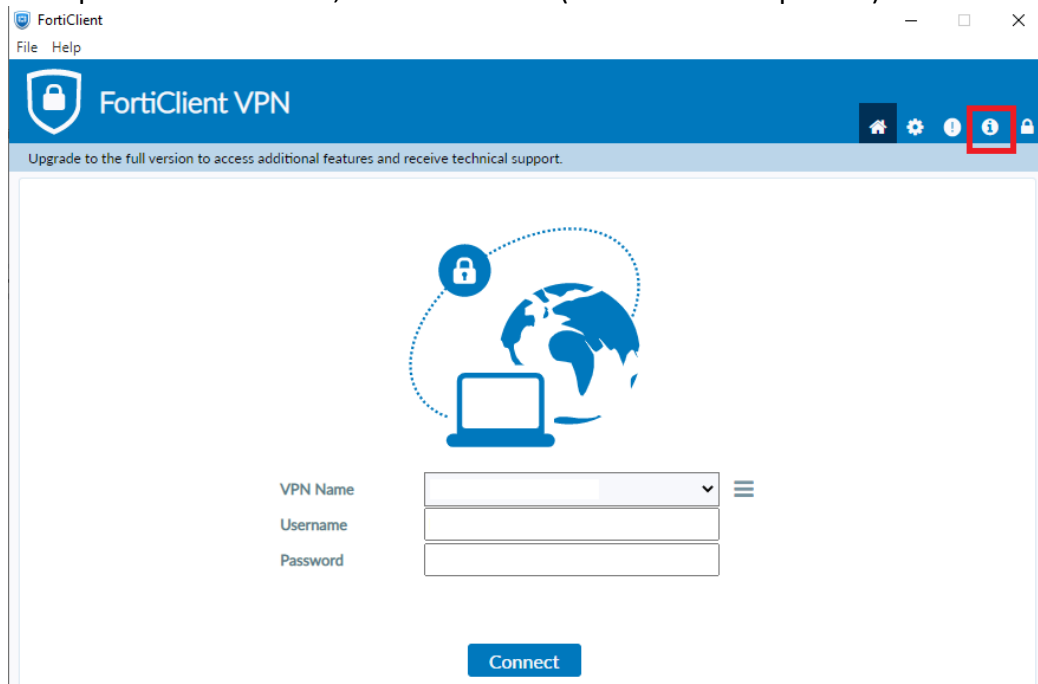 FortiClient
File Help
FortiClient VPN
Upgrade to the full version to access additional features and receive technical support.
VPN Name
Username
Password
Connect